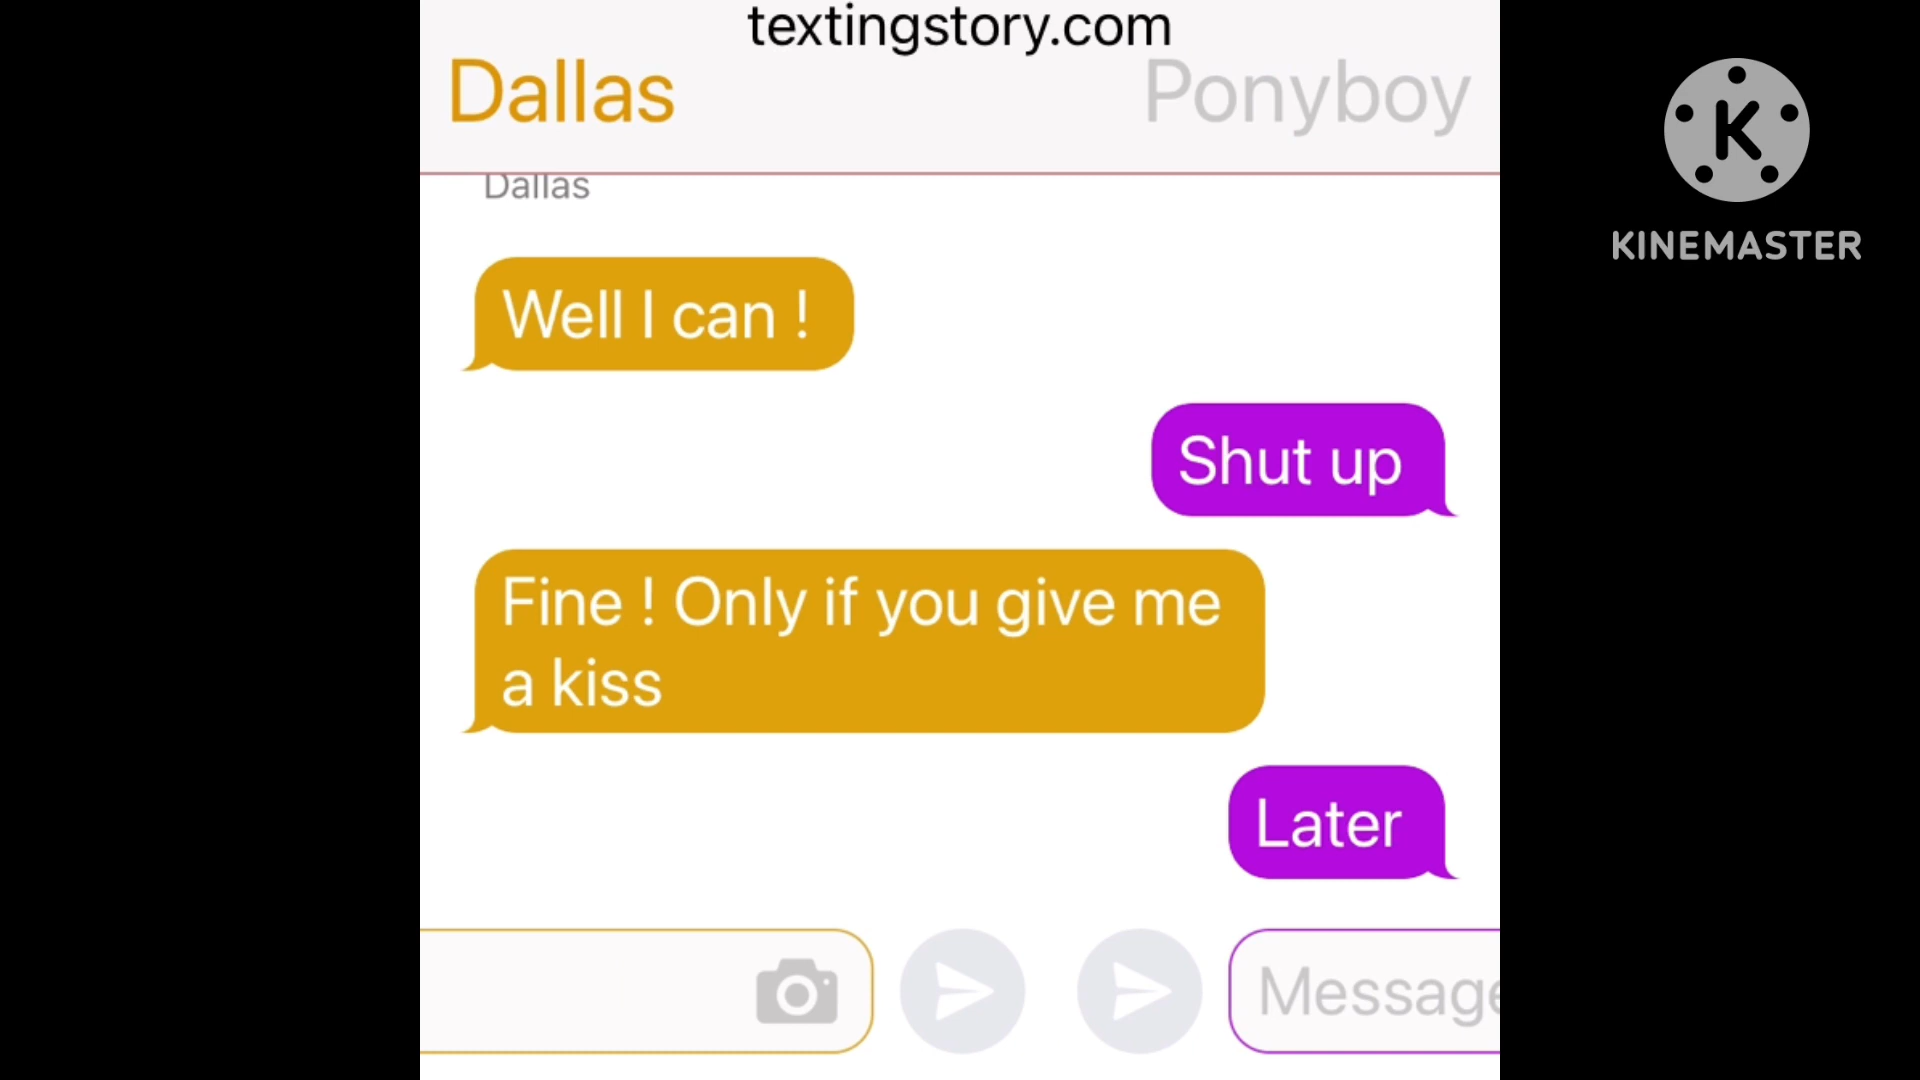 textingstory.com
Dallas
Ponyboy
Dallas
Well I can !
Shut up
Fine ! Only if you give me
a kiss
Later
Message
K
KINEMASTER